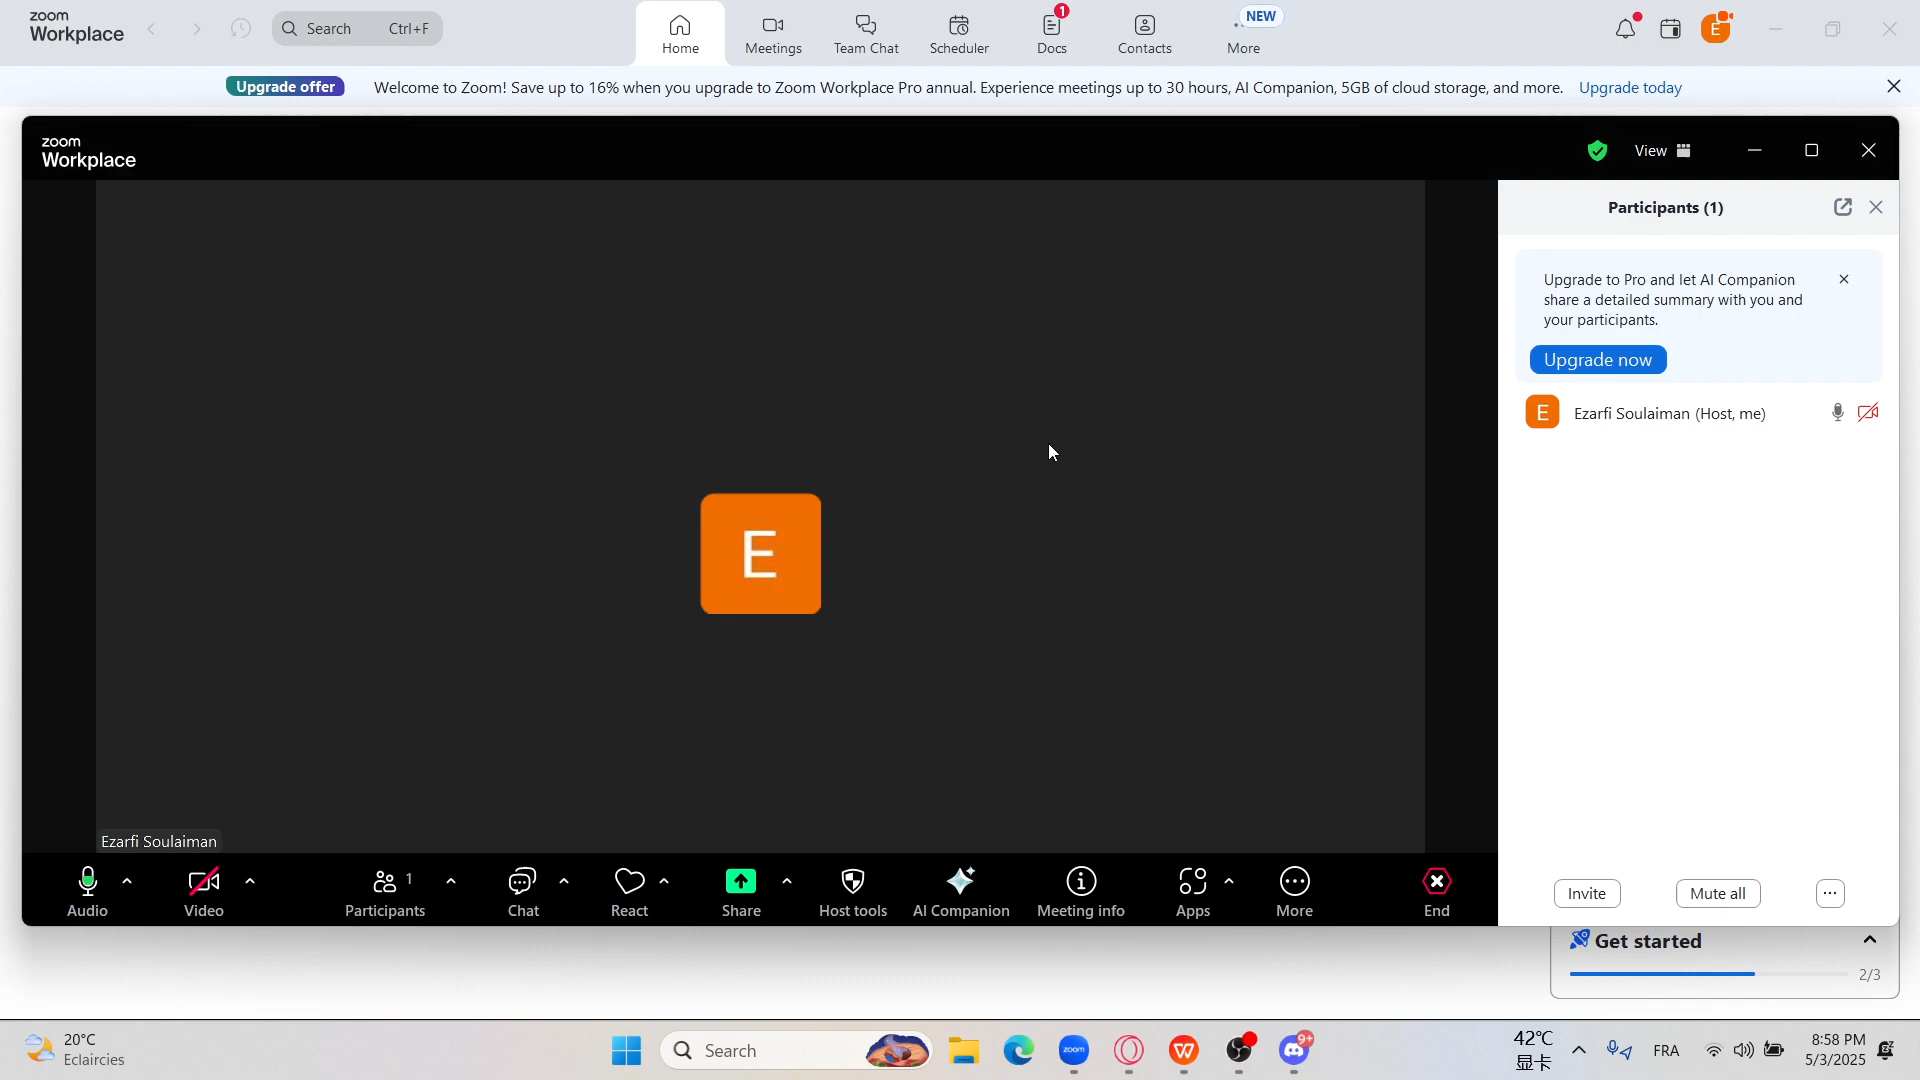 zoom
Workplace
Search Ctrl+F
Home
Meetings
Team Chat
Scheduler
1
Docs
Contacts
NEW
More
E
Upgrade offer Welcome to Zoom! Save up to 16% when you upgrade to Zoom Workplace Pro annual. Experience meetings up to 30 hours, AI Companion, 5GB of cloud storage, and more. Upgrade today
zoom
Workplace
View
Participants (1)
Upgrade to Pro and let AI Companion
share a detailed summary with you and
your participants.
Upgrade now
E Ezarfi Soulaiman (Host, me)
E
Ezarfi Soulaiman
Audio
Video
1
Participants
Chat
React
Share
Host tools
AI Companion
Meeting info
Apps
More
End
Invite
Mute all
Get started
2/3
20°C
Eclaircies
Search
zoom
9+
42°C
显卡
FRA
8:58 PM
5/3/2025